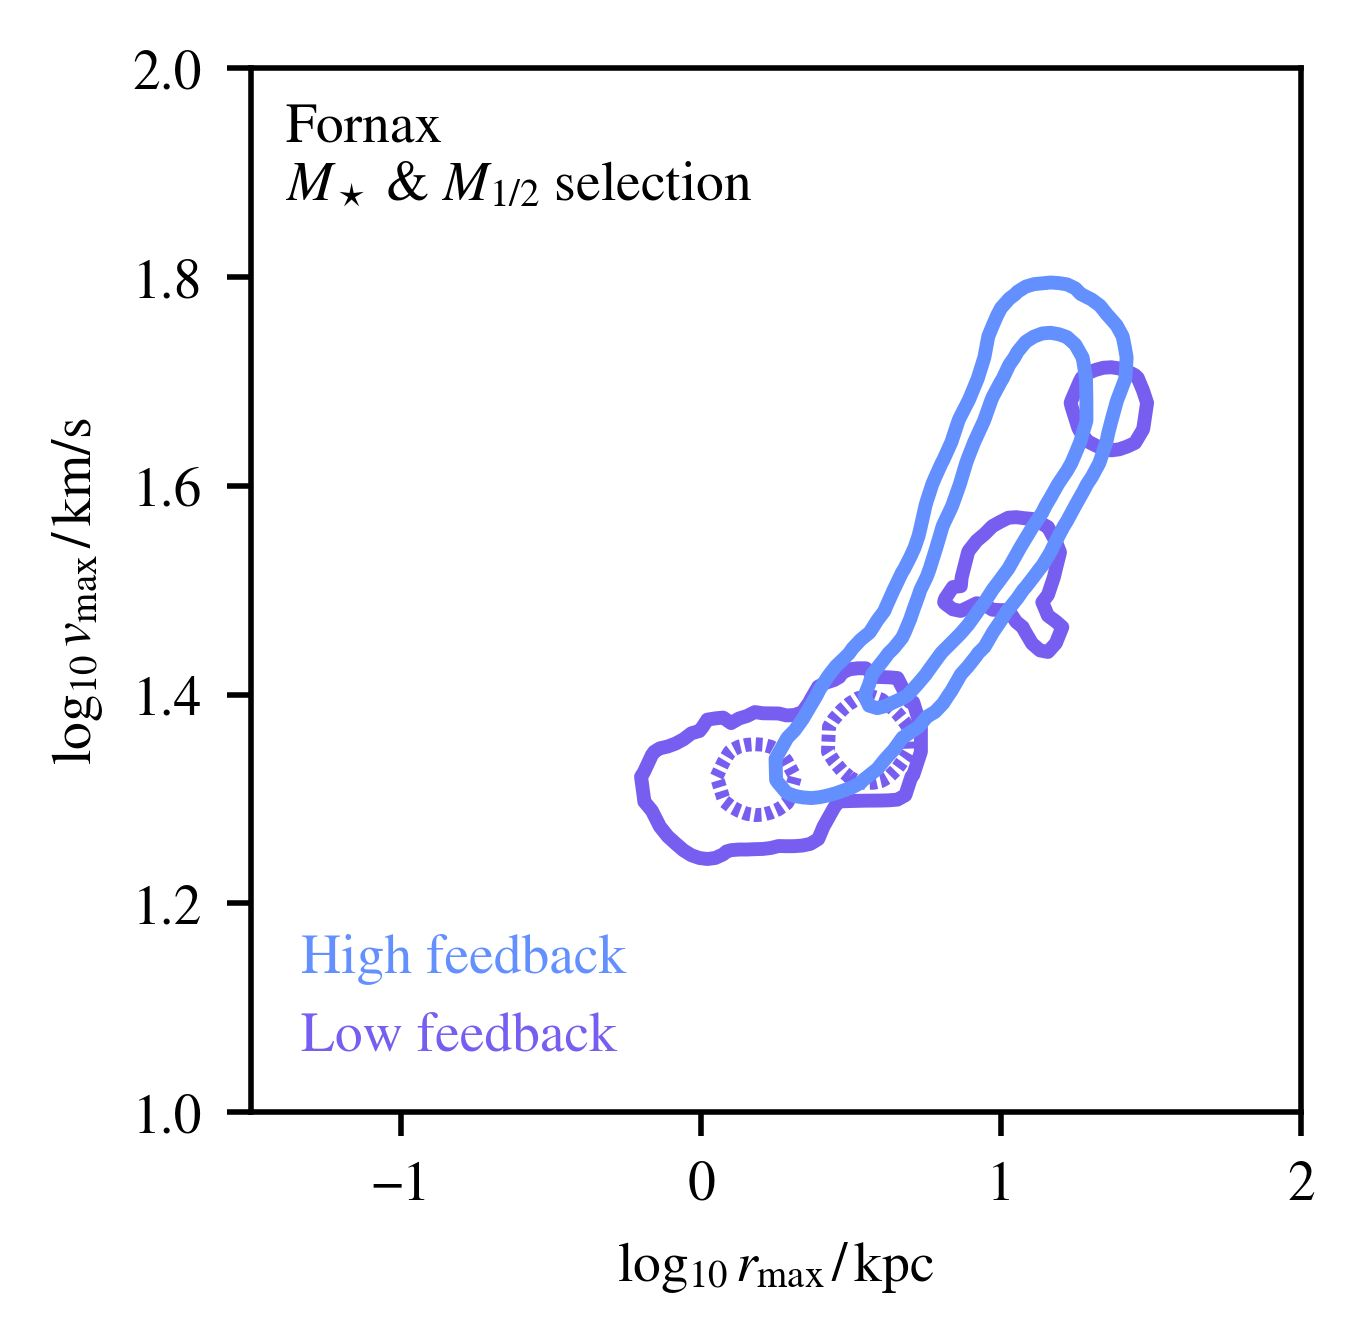 Fornax
M⋆ & M1/2 selection
2.0
1.8
1.6
1.4
1.2
1.0
log10 vmax / km/s
High feedback
Low feedback
−1 0 1 2
log10 rmax / kpc